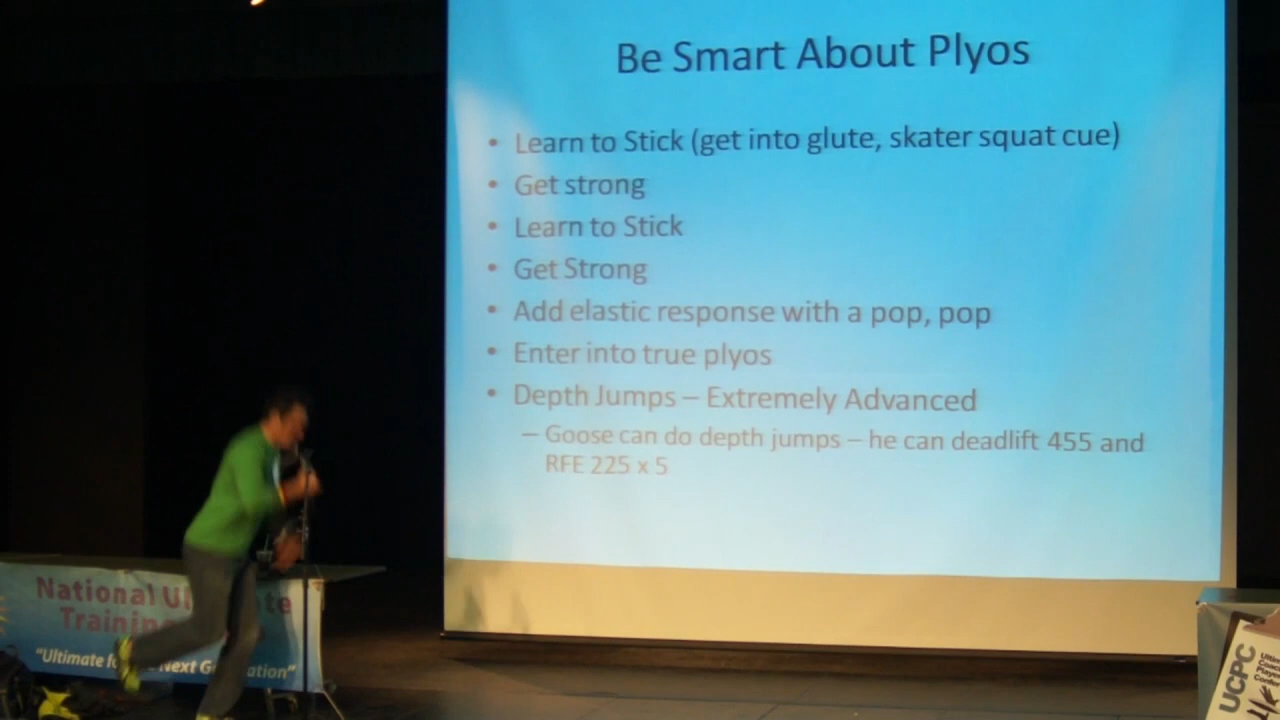 Be Smart About Plyos
• Learn to Stick (get into glute, skater squat cue)
• Get strong
• Learn to Stick
• Get Strong
• Add elastic response with a pop, pop
• Enter into true plyos
• Depth Jumps – Extremely Advanced
– Goose can do depth jumps – he can deadlift 455 and
RFE 225 x 5
National
"Ultimate Next
UCPC